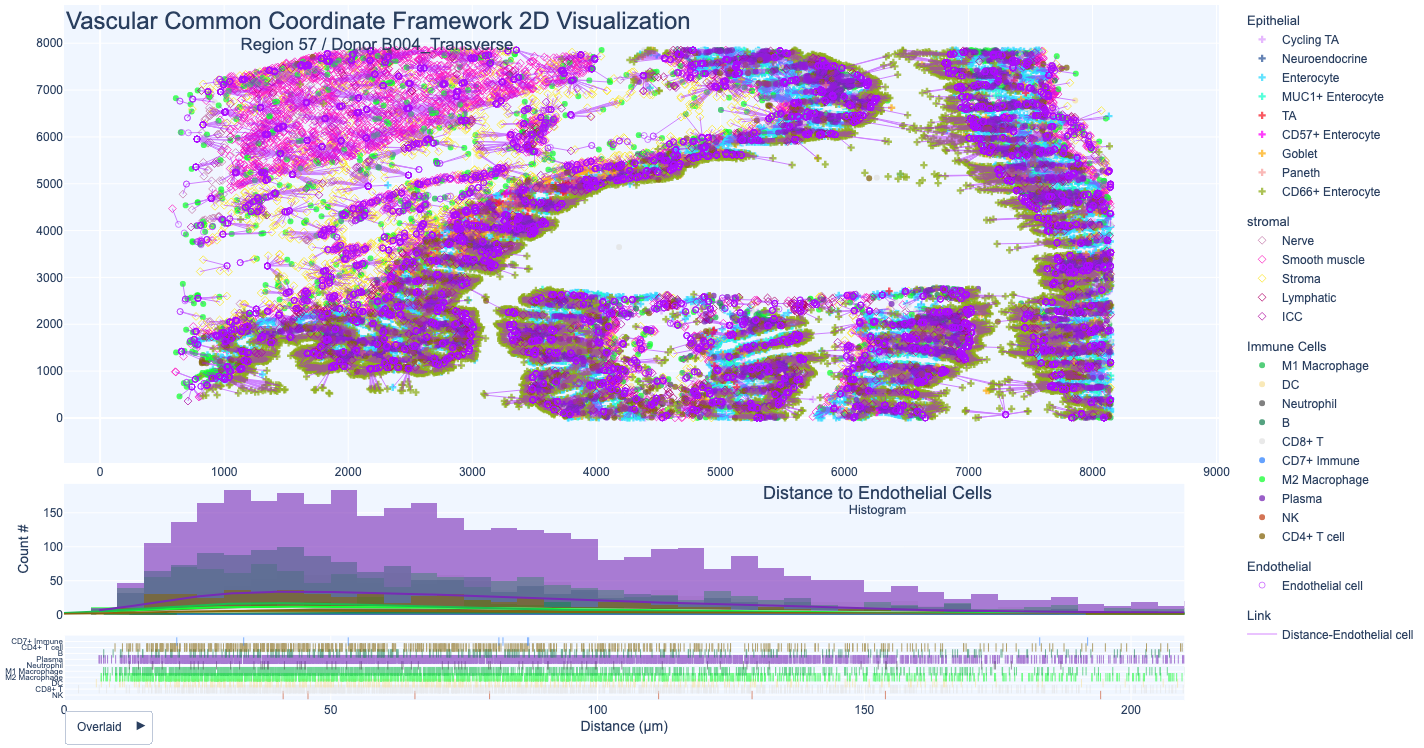 Vascular Common Coordinate Framework 2D Visualization
Region 57 / Donor B004_Transverse
8000
7000
6000
5000
4000
3000
2000
1000
0
0 1000 2000 3000 4000 5000 6000 7000 8000 9000
Epithelial
Cycling TA
Neuroendocrine
Enterocyte
MUC1+ Enterocyte
TA
CD57+ Enterocyte
Goblet
Paneth
CD66+ Enterocyte
stromal
Nerve
Smooth muscle
Stroma
Lymphatic
ICC
Immune Cells
M1 Macrophage
DC
Neutrophil
B
CD8+ T
CD7+ Immune
M2 Macrophage
Plasma
NK
CD4+ T cell
Endothelial
Endothelial cell
Link
Distance-Endothelial cell
Distance to Endothelial Cells
Histogram
Count #
150
100
50
0
CD7+ Immune
CD4+ T cell
B
Plasma
Neutrophil
M1 Macrophage
M2 Macrophage
DC
CD8+ T
NK
0 50 100 150 200
Distance (μm)
Overlaid ▶